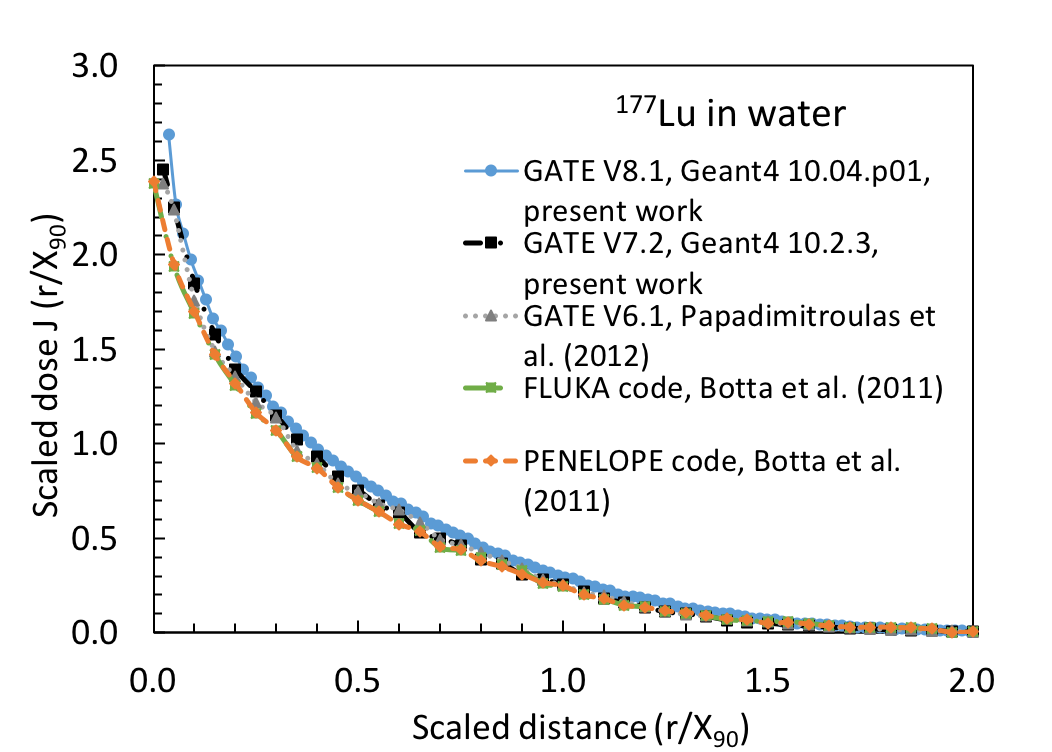 3.0
2.5
2.0
1.5
1.0
0.5
0.0
Scaled dose J (r/X₉₀)
¹⁷⁷Lu in water
GATE V8.1, Geant4 10.04.p01,
present work
GATE V7.2, Geant4 10.2.3,
present work
GATE V6.1, Papadimitroulas et
al. (2012)
FLUKA code, Botta et al. (2011)
PENELOPE code, Botta et al.
(2011)
0.0 0.5 1.0 1.5 2.0
Scaled distance (r/X₉₀)